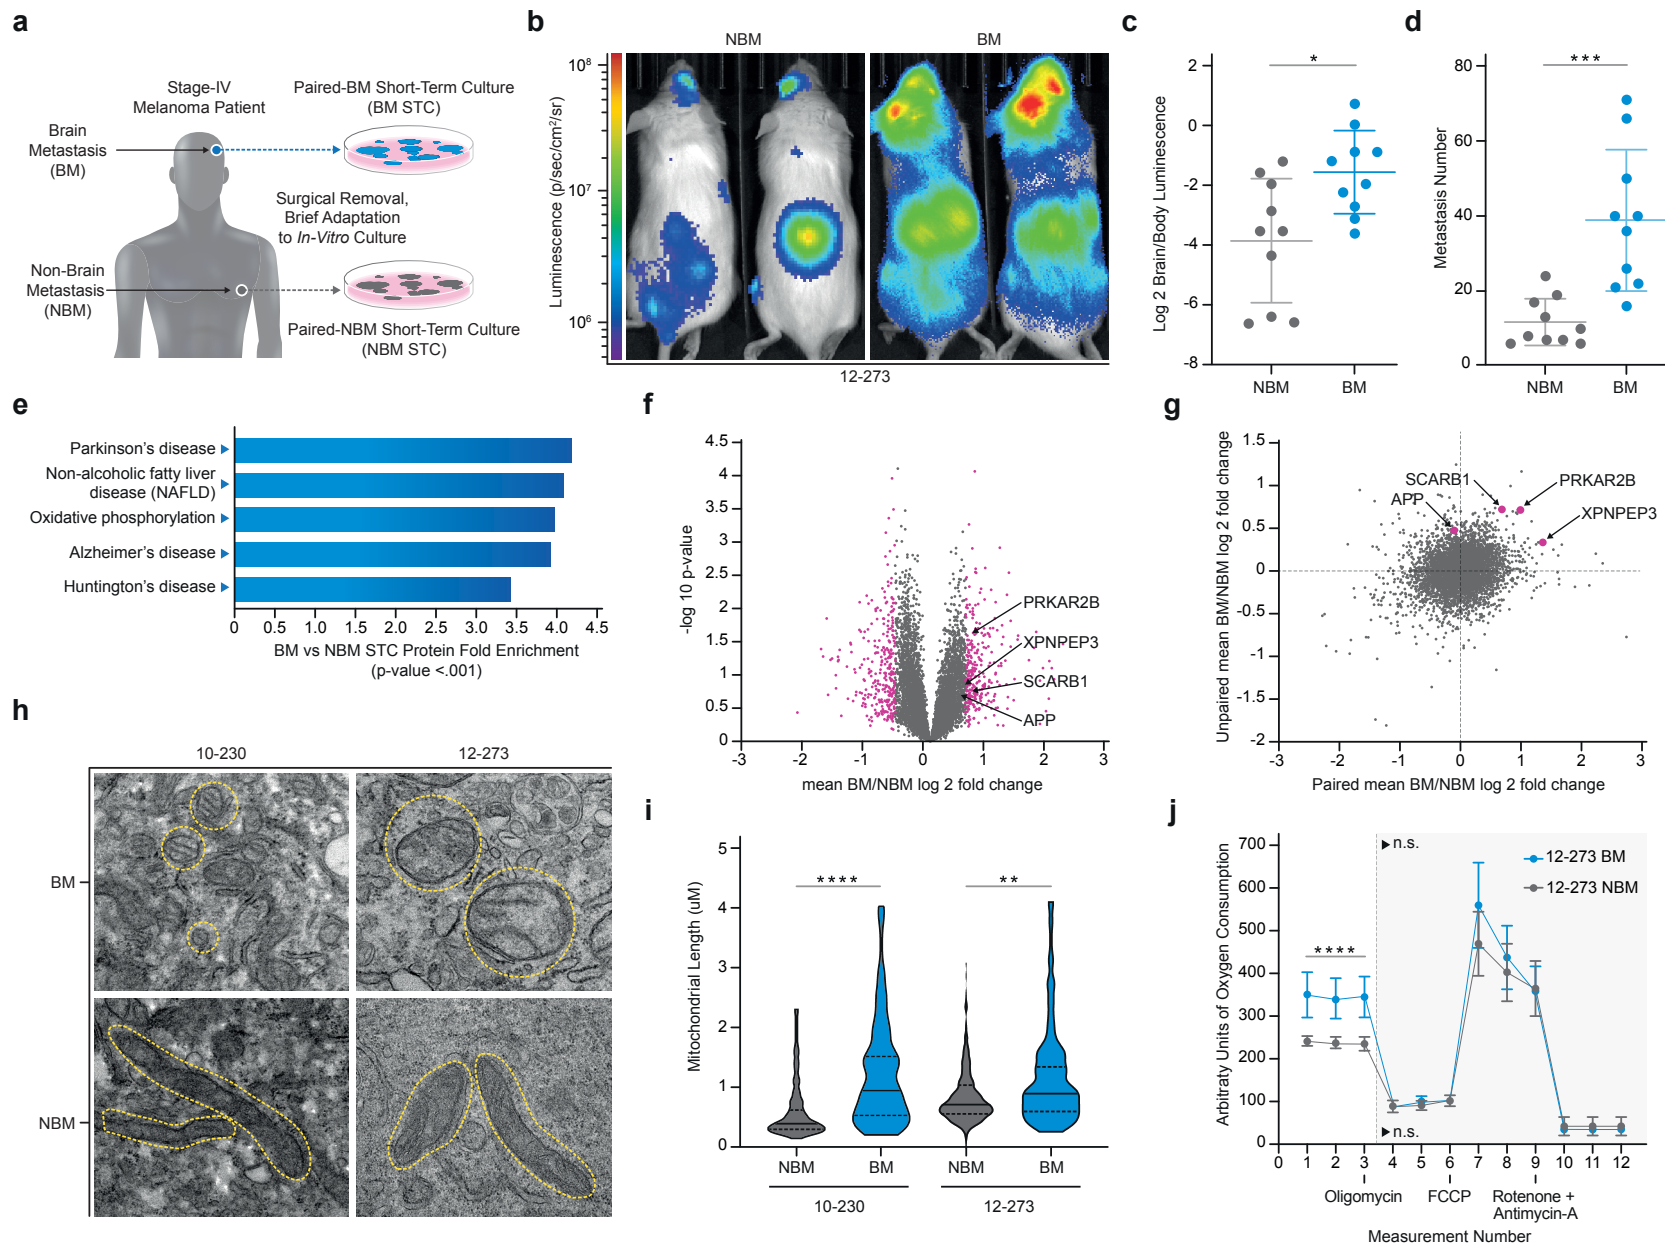 a
Stage-IV
Melanoma Patient
Paired-BM Short-Term Culture
(BM STC)
Brain
Metastasis
(BM)
Surgical Removal,
Brief Adaptation
to In-Vitro Culture
Non-Brain
Metastasis
(NBM)
Paired-NBM Short-Term Culture
(NBM STC)
b
NBM
BM
Luminescence (p/sec/cm²/sr)
10⁸
10⁷
10⁶
12-273
c
Log 2 Brain/Body Luminescence
2
0
-2
-4
-6
-8
*
NBM
BM
d
Metastasis Number
80
60
40
20
0
***
NBM
BM
e
Parkinson's disease
Non-alcoholic fatty liver
disease (NAFLD)
Oxidative phosphorylation
Alzheimer's disease
Huntington's disease
0 0.5 1.0 1.5 2.0 2.5 3.0 3.5 4.0 4.5
BM vs NBM STC Protein Fold Enrichment
(p-value <.001)
f
-log 10 p-value
4.5
4
3.5
3
2.5
2
1.5
1
0.5
0
PRKAR2B
XPNPEP3
SCARB1
APP
-3 -2 -1 0 1 2 3
mean BM/NBM log 2 fold change
g
Unpaired mean BM/NBM log 2 fold change
1.5
1
0.5
0
-0.5
-1
-1.5
-2
SCARB1
APP
PRKAR2B
XPNPEP3
-3 -2 -1 0 1 2 3
Paired mean BM/NBM log 2 fold change
h
10-230
12-273
BM
NBM
i
Mitochondrial Length (uM)
5
4
3
2
1
0
****
**
NBM BM NBM BM
10-230 12-273
j
Arbitraty Units of Oxygen Consumption
700
600
500
400
300
200
100
0
n.s.
12-273 BM
12-273 NBM
****
n.s.
0 1 2 3 4 5 6 7 8 9 10 11 12
Oligomycin FCCP Rotenone +
Antimycin-A
Measurement Number